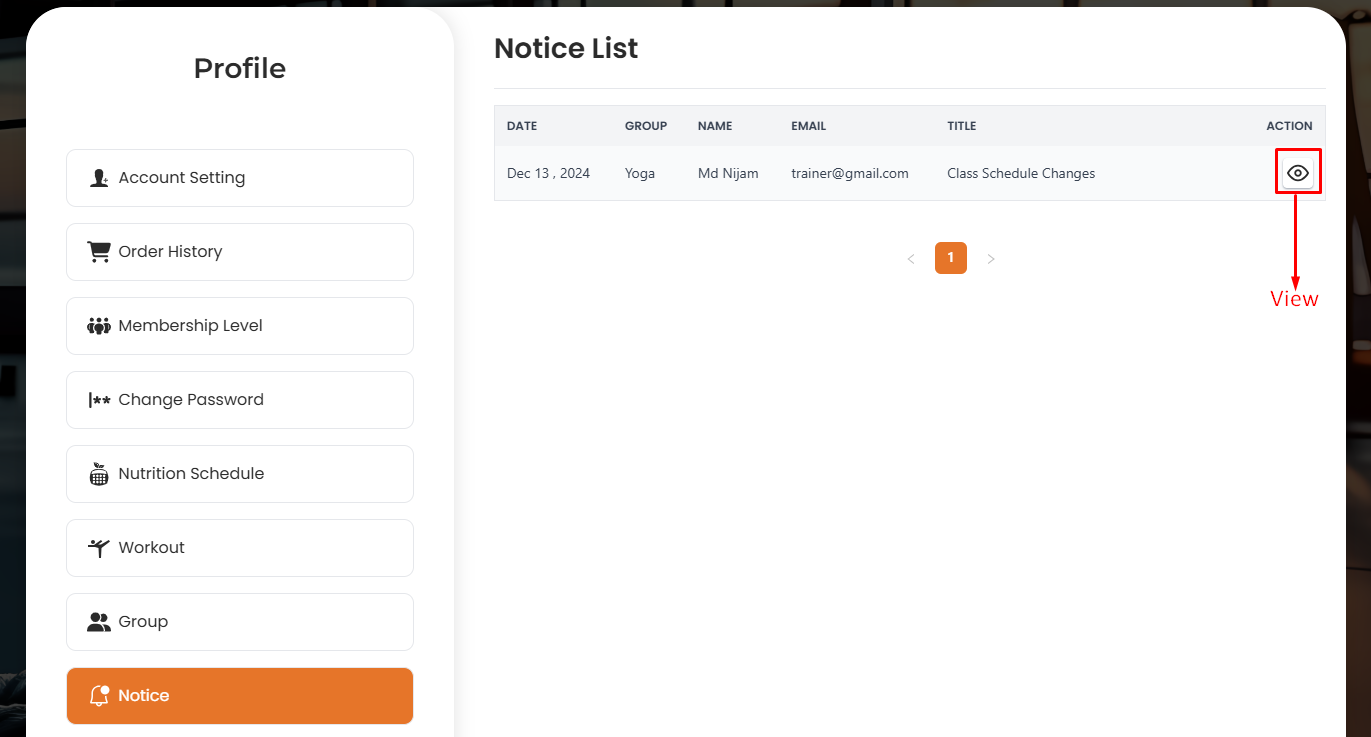 Profile
Account Setting
Order History
Membership Level
Change Password
Nutrition Schedule
Workout
Group
Notice
Notice List
DATE GROUP NAME EMAIL TITLE ACTION
Dec 13 , 2024 Yoga Md Nijam trainer@gmail.com Class Schedule Changes
< 1 >
View